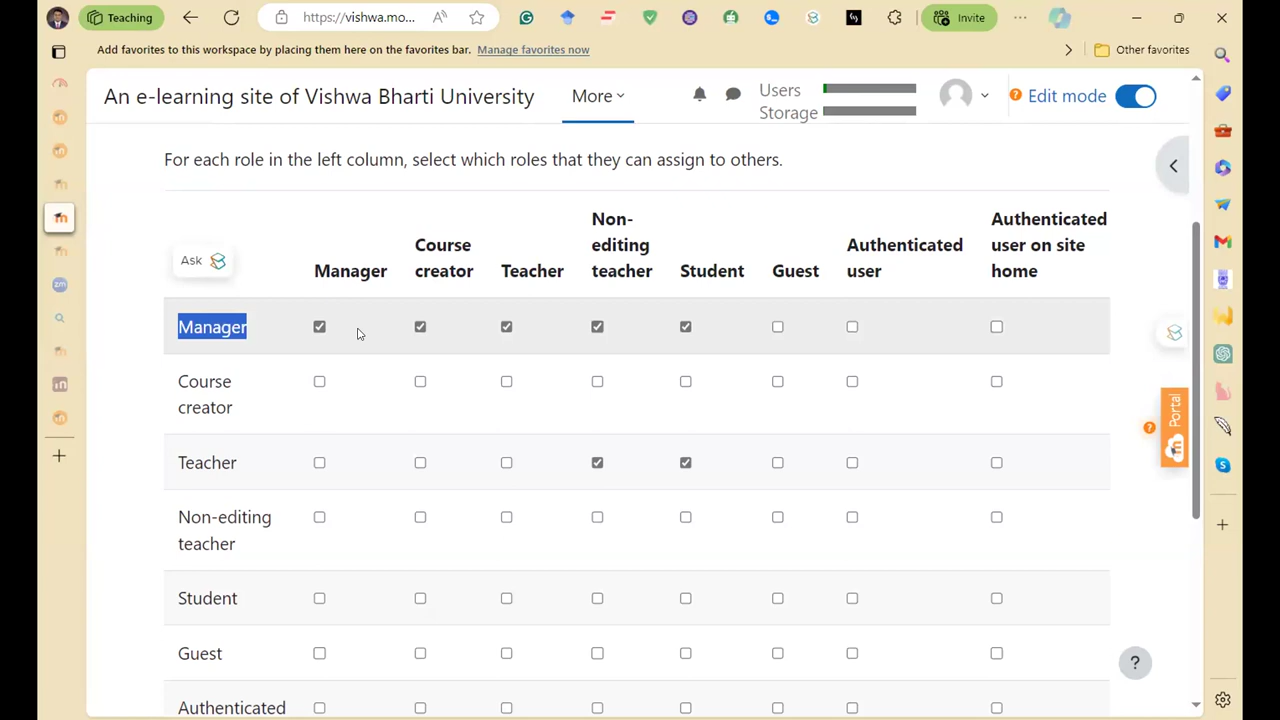 Teaching
https://vishwa.mo...
Invite
Add favorites to this workspace by placing them here on the favorites bar. Manage favorites now
Other favorites
An e-learning site of Vishwa Bharti University
More
Users
Storage
Edit mode
For each role in the left column, select which roles that they can assign to others.
Ask
Manager
Course
creator
Teacher
Non-
editing
teacher
Student
Guest
Authenticated
user
Authenticated
user on site
home
Manager
Course
creator
Teacher
Non-editing
teacher
Student
Guest
Authenticated
Portal
?